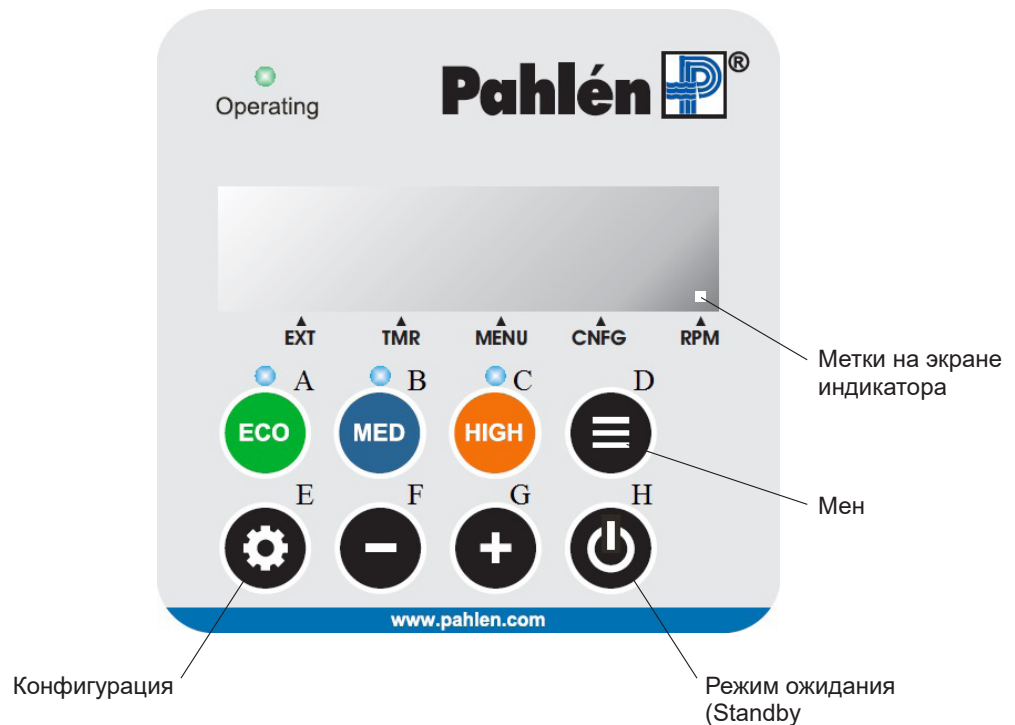 Pahlén ®
Operating
EXT TMR MENU CNFG RPM
Метки на экране
индикатора
A B C D
ECO MED HIGH
E F G H
Мен
www.pahlen.com
Конфигурация
Режим ожидания
(Standby